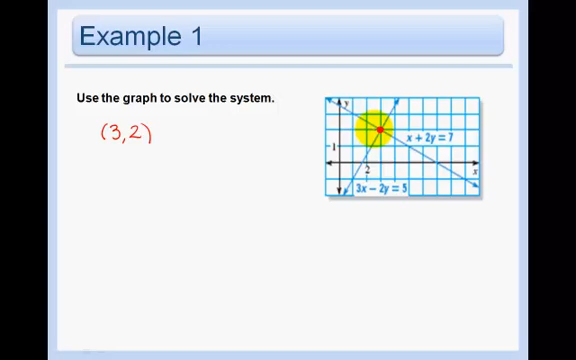 Example 1
Use the graph to solve the system.
(3,2)
y
x + 2y = 7
1
2
x
3x − 2y = 5